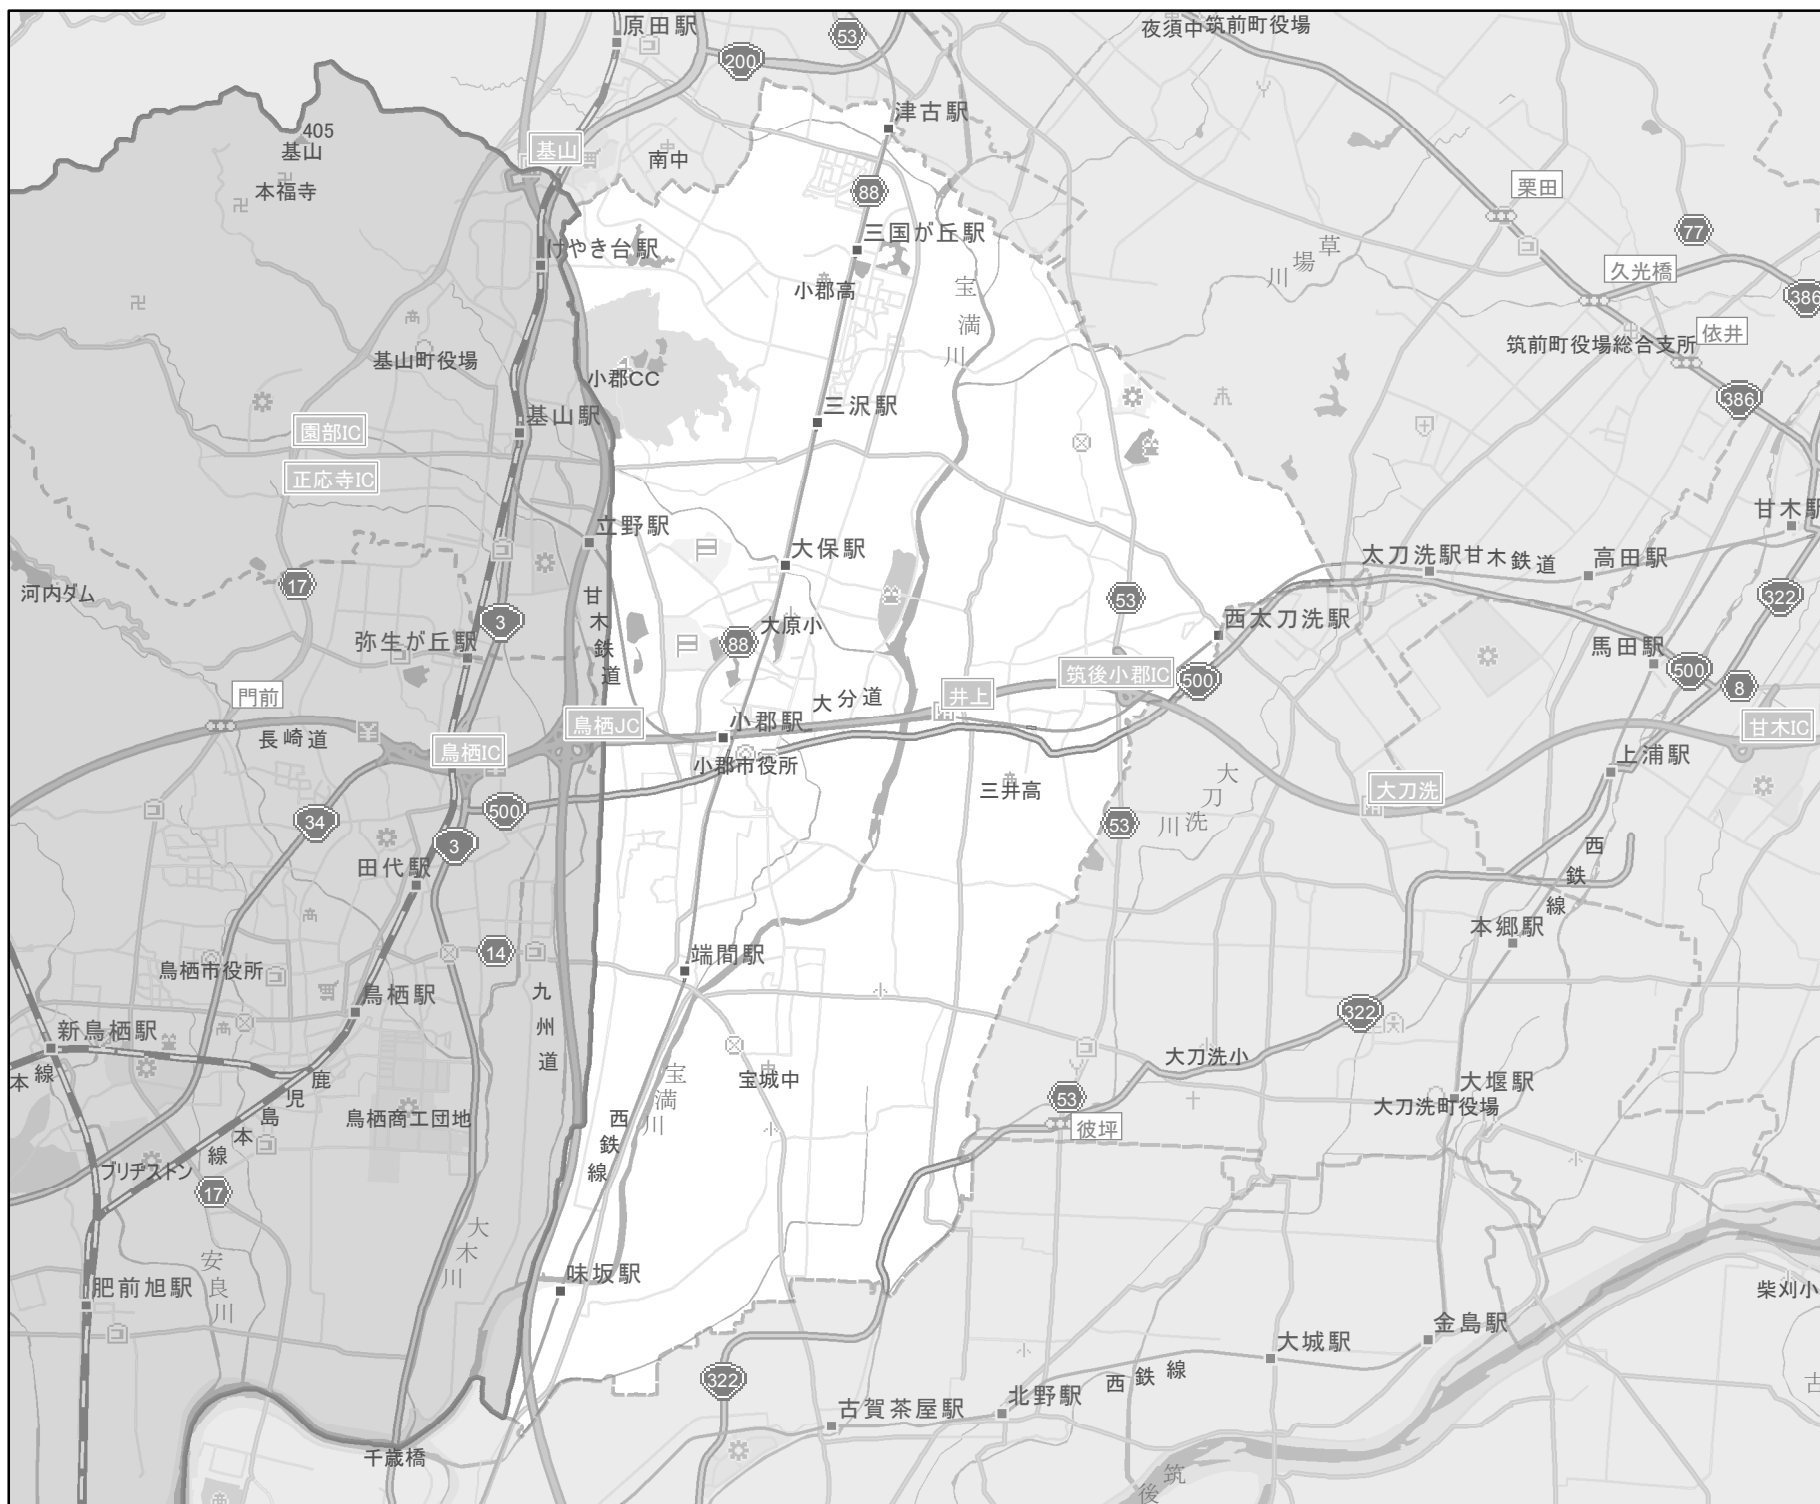 原田駅
53
夜須中
筑前町役場
200
津古駅
405
基山
基山
南中
本福寺
88
栗田
77
三国が丘駅
けやき台駅
草場川
久光橋
386
小郡高
宝満川
依井
筑前町役場総合支所
基山町役場
小郡CC
386
三沢駅
基山駅
園部IC
正応寺IC
立野駅
甘木駅
大保駅
太刀洗駅
甘木鉄道
高田駅
17
河内ダム
甘木鉄道
53
322
3
西太刀洗駅
弥生が丘駅
88
大原小
馬田駅
筑後小郡IC
500
500
8
門前
井上
大分道
鳥栖JC
小郡駅
長崎道
鳥栖IC
甘木IC
小郡市役所
上浦駅
三井高
大刀洗川
大刀洗
500
34
53
3
田代駅
西鉄線
本郷駅
14
端間駅
鳥栖市役所
鳥栖駅
九州道
322
新鳥栖駅
本線
大刀洗小
宝満川
宝城中
大堰駅
大刀洗町役場
53
彼坪
鹿児島本線
鳥栖商工団地
西鉄線
ブリヂストン
17
大木川
安良川
味坂駅
肥前旭駅
柴刈小
金島駅
大城駅
322
西鉄線
北野駅
古賀茶屋駅
古
千歳橋
筑後